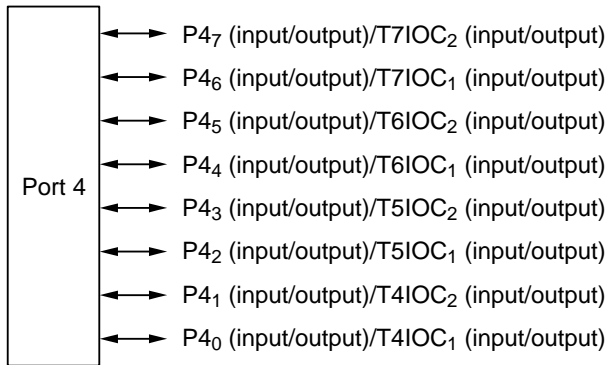 P4₇ (input/output)/T7IOC₂ (input/output)
P4₆ (input/output)/T7IOC₁ (input/output)
P4₅ (input/output)/T6IOC₂ (input/output)
P4₄ (input/output)/T6IOC₁ (input/output)
Port 4
P4₃ (input/output)/T5IOC₂ (input/output)
P4₂ (input/output)/T5IOC₁ (input/output)
P4₁ (input/output)/T4IOC₂ (input/output)
P4₀ (input/output)/T4IOC₁ (input/output)